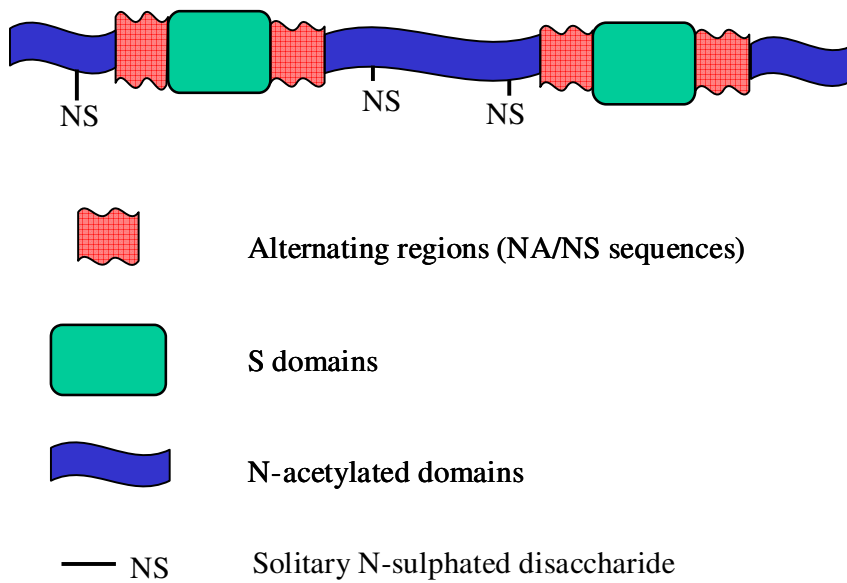 NS
NS
NS
Alternating regions (NA/NS sequences)
S domains
N-acetylated domains
NS Solitary N-sulphated disaccharide